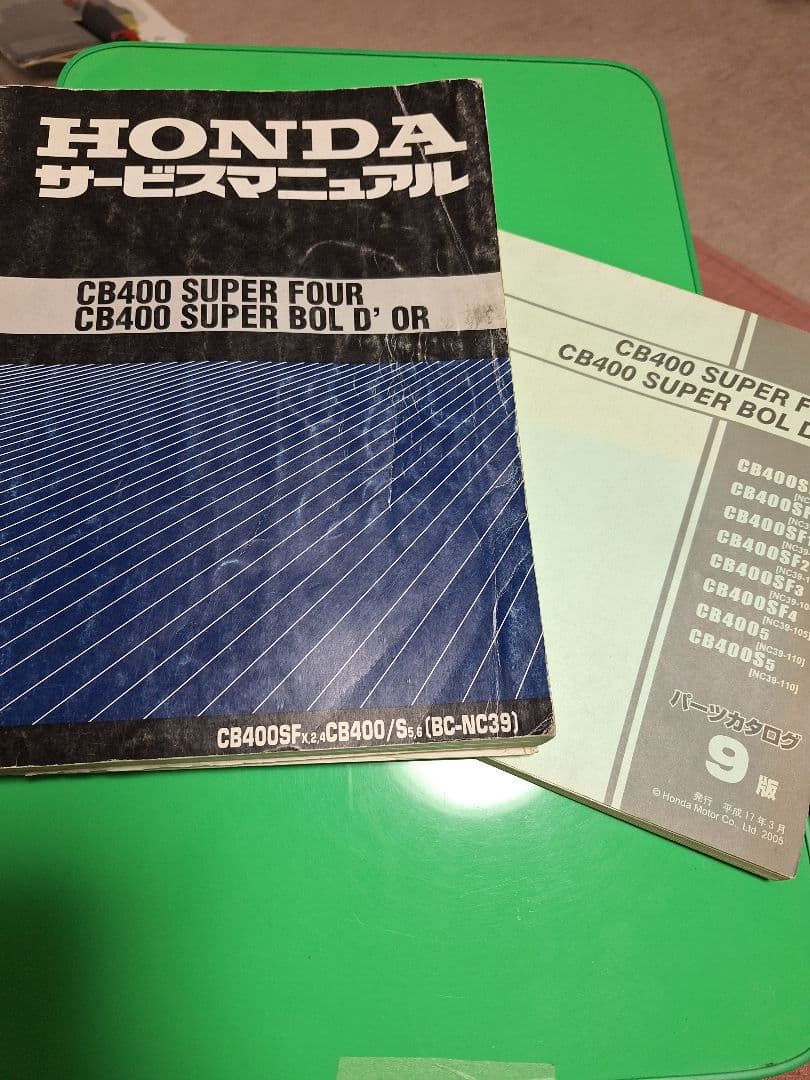 HONDA
サービスマニュアル
CB400 SUPER FOUR
CB400 SUPER BOL D' OR
CB400SFX,2,4CB400/S5,6(BC-NC39)
CB400 SUPER
CB400 SUPER BOL
CB400SF2
CB400SF3
[NC39-105]
CB400SF4
CB4005
[NC39-110]
CB400S5
[NC39-110]
パーツカタログ
9版
発行 平成17年3月
© Honda Motor Co., Ltd. 2005